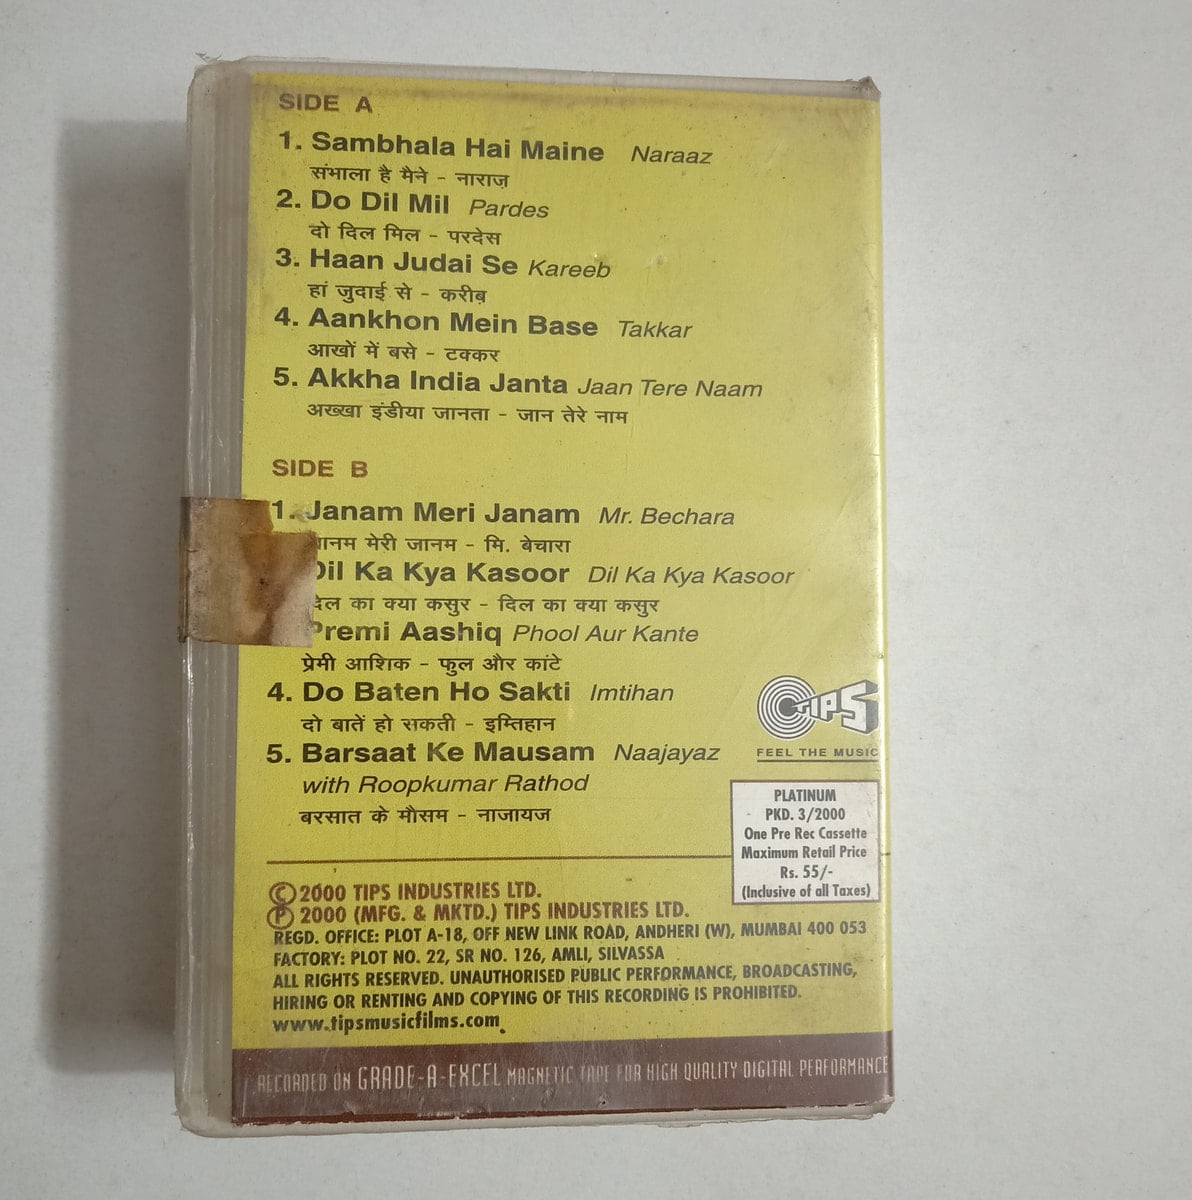 SIDE A
1. Sambhala Hai Maine Naraaz
संभाला है मैने - नाराज़
2. Do Dil Mil Pardes
दो दिल मिल - परदेस
3. Haan Judai Se Kareeb
हां जुदाई से - करीब़
4. Aankhon Mein Base Takkar
आखों में बसे - टक्कर
5. Akkha India Janta Jaan Tere Naam
अख्खा इंडीया जानता - जान तेरे नाम
SIDE B
1. Janam Meri Janam Mr. Bechara
ानम मेरी जानम - मि. बेचारा
Dil Ka Kya Kasoor Dil Ka Kya Kasoor
दिल का क्या कसुर - दिल का क्या कसुर
Premi Aashiq Phool Aur Kante
प्रेमी आशिक - फुल और कांटे
4. Do Baten Ho Sakti Imtihan
दो बातें हो सकती - इम्तिहान
5. Barsaat Ke Mausam Naajayaz
with Roopkumar Rathod
बरसात के मौसम - नाजायज
TIPS
FEEL THE MUSIC
PLATINUM
PKD. 3/2000
One Pre Rec Cassette
Maximum Retail Price
Rs. 55/-
(Inclusive of all Taxes)
Ⓒ 2000 TIPS INDUSTRIES LTD.
Ⓟ 2000 (MFG. & MKTD.) TIPS INDUSTRIES LTD.
REGD. OFFICE: PLOT A-18, OFF NEW LINK ROAD, ANDHERI (W), MUMBAI 400 053
FACTORY: PLOT NO. 22, SR NO. 126, AMLI, SILVASSA
ALL RIGHTS RESERVED. UNAUTHORISED PUBLIC PERFORMANCE, BROADCASTING,
HIRING OR RENTING AND COPYING OF THIS RECORDING IS PROHIBITED.
www.tipsmusicfilms.com
RECORDED ON GRADE-A-EXCEL MAGNETIC TAPE FOR HIGH QUALITY DIGITAL PERFORMANCE